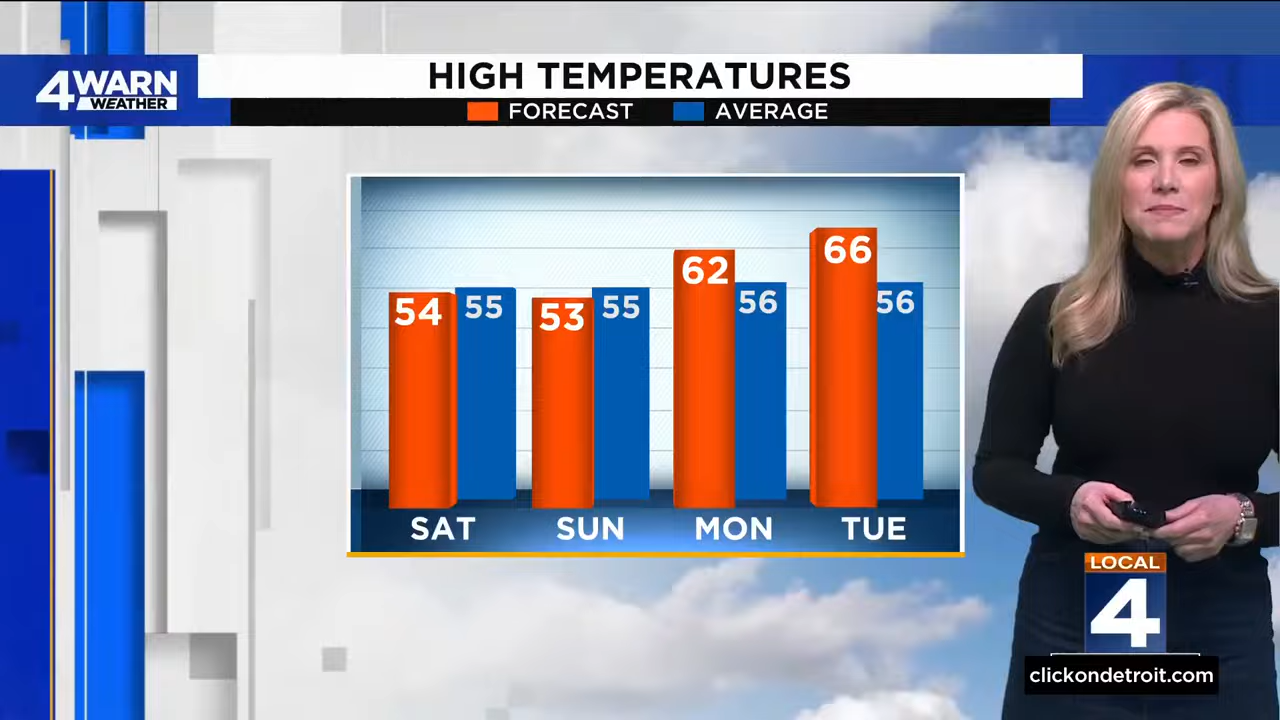 4WARN
WEATHER
HIGH TEMPERATURES
FORECAST AVERAGE
54 55 53 55 62 56 66 56
SAT SUN MON TUE
LOCAL
4
clickondetroit.com